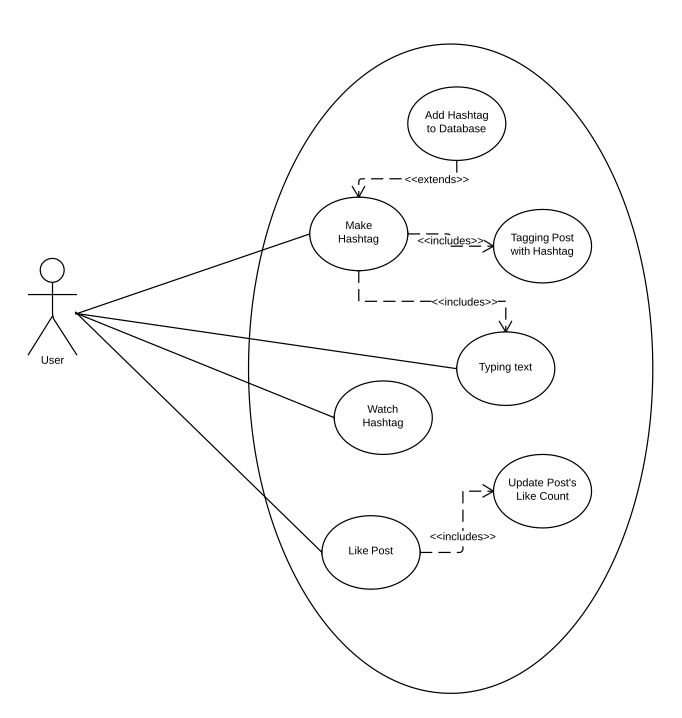 Add Hashtag
to Database
<<extends>>
Make
Hashtag
<<includes>>
Tagging Post
with Hashtag
<<includes>>
User
Typing text
Watch
Hashtag
Update Post's
Like Count
<<includes>>
Like Post